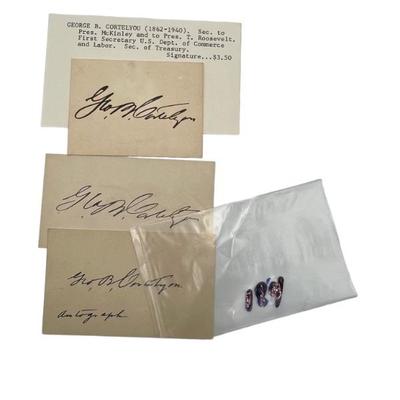 GEORGE B. CORTELYOU (1862-1940). Sec. to
Pres. McKinley and to Pres. T. Roosevelt.
First Secretary U.S. Dept. of Commerce
and Labor. Sec. of Treasury.
Signature...$3.50
Geo. B. Cortelyou
Geo. B. Cortelyou
Geo. B. Cortelyou.
Autograph